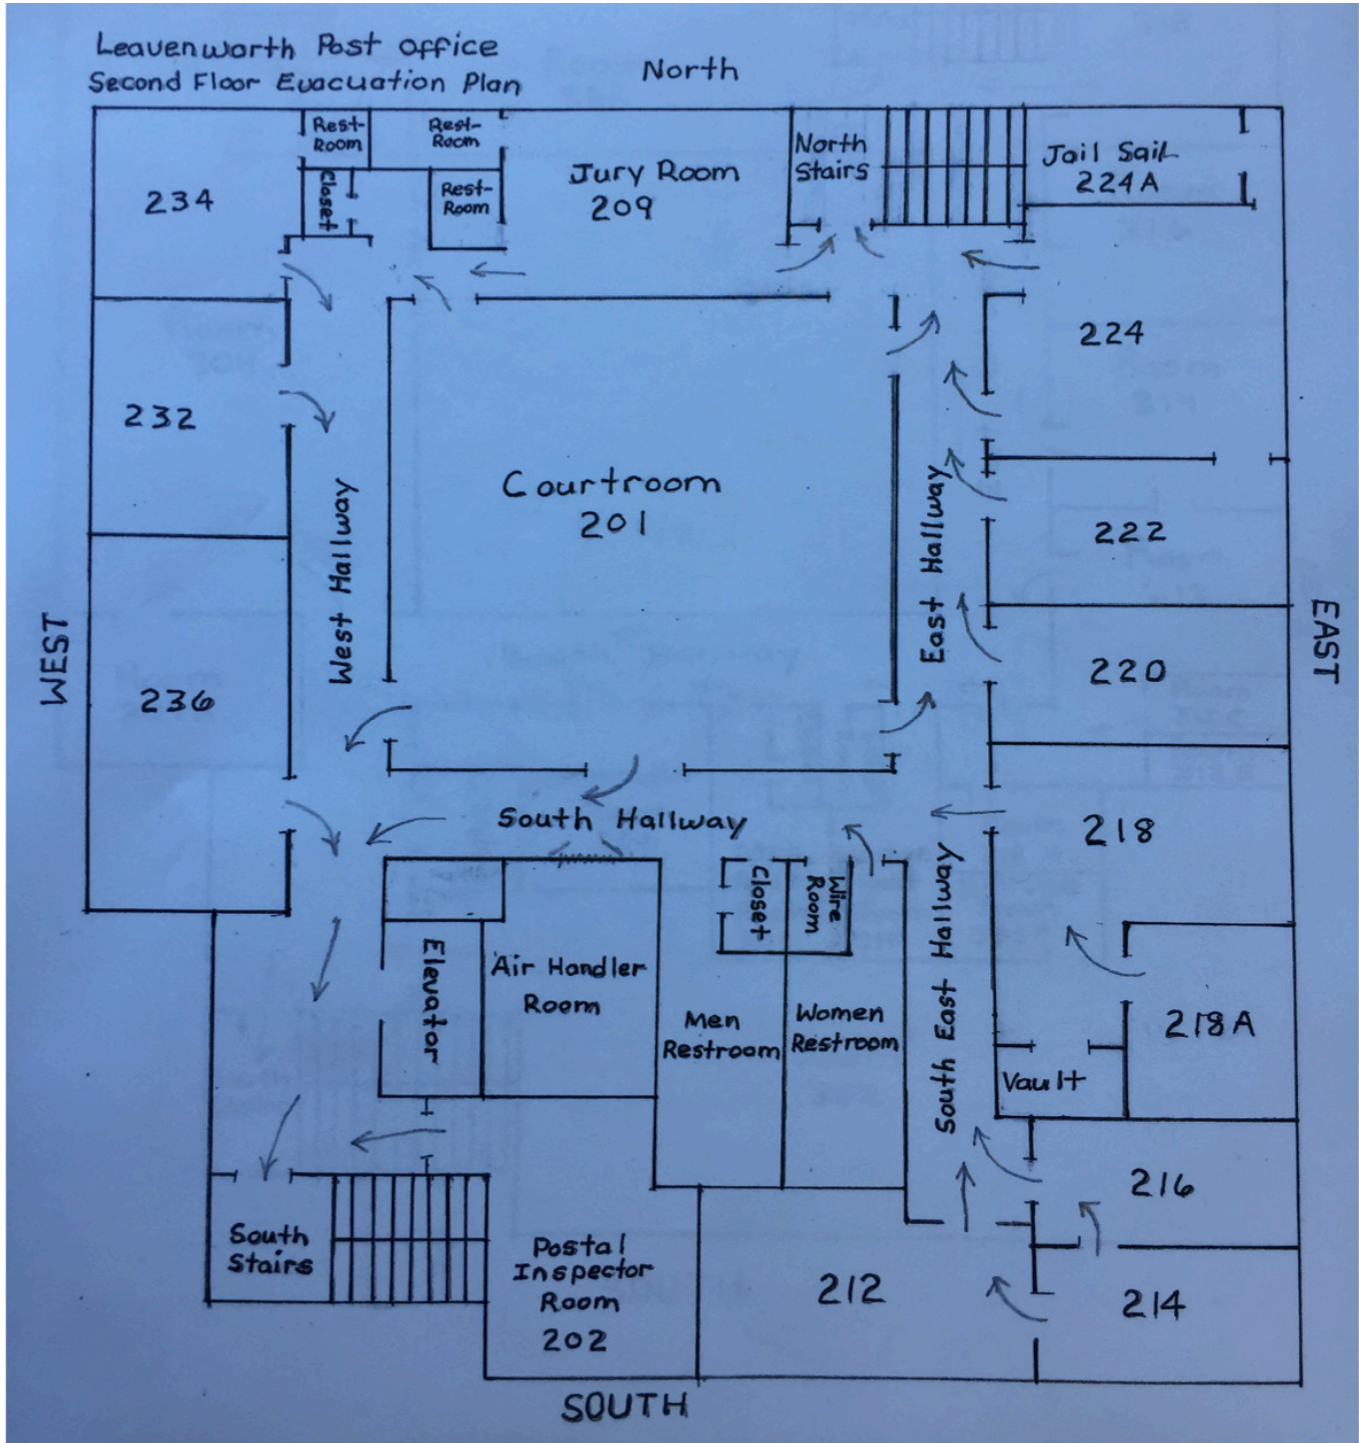 Leavenworth Post office
Second Floor Evacuation Plan
North
Rest-
Room
Rest-
Room
North
Stairs
Jail Sail
224A
234
Closet
Rest-
Room
Jury Room
209
224
232
Courtroom
201
222
West Hallway
East Hallway
WEST
EAST
220
236
South Hallway
218
Closet
Wire
Room
South East Hallway
Elevator
Air Handler
Room
Men
Restroom
Women
Restroom
218A
Vault
216
South
Stairs
Postal
Inspector
Room
202
212
214
SOUTH